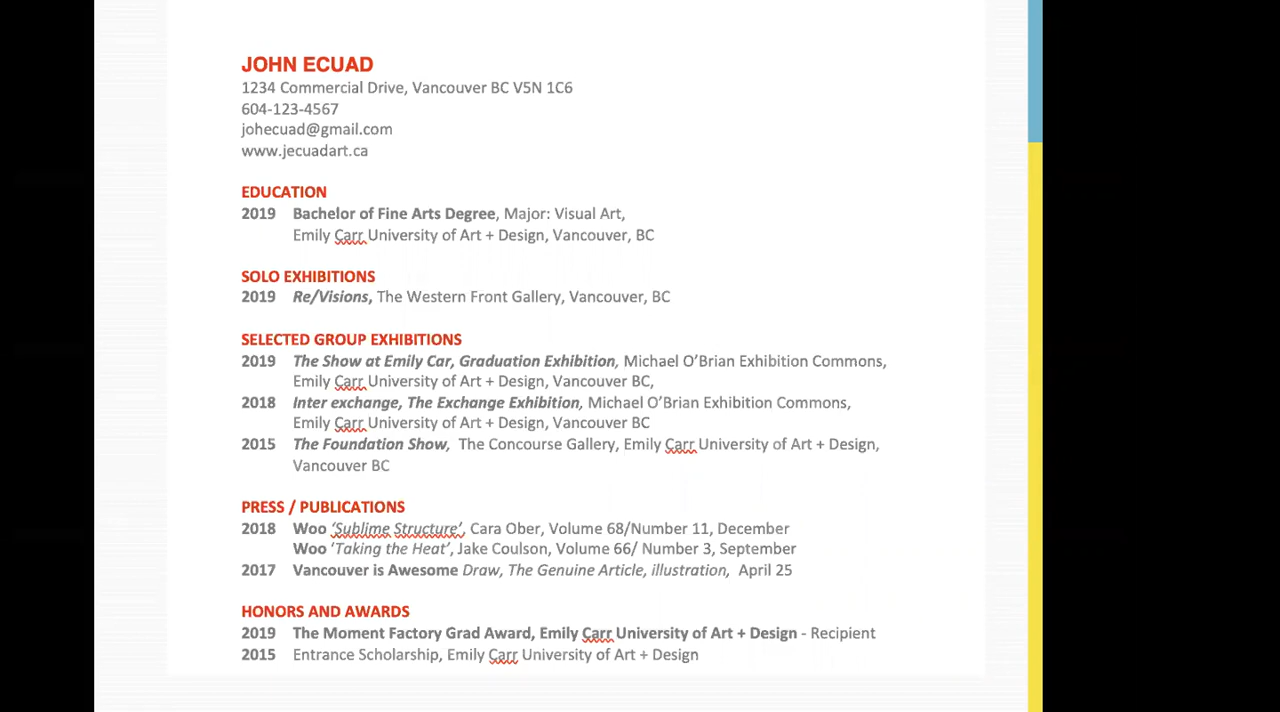 JOHN ECUAD
1234 Commercial Drive, Vancouver BC V5N 1C6
604-123-4567
johecuad@gmail.com
www.jecuadart.ca
EDUCATION
2019 Bachelor of Fine Arts Degree, Major: Visual Art,
Emily Carr University of Art + Design, Vancouver, BC
SOLO EXHIBITIONS
2019 Re/Visions, The Western Front Gallery, Vancouver, BC
SELECTED GROUP EXHIBITIONS
2019 The Show at Emily Car, Graduation Exhibition, Michael O’Brian Exhibition Commons,
Emily Carr University of Art + Design, Vancouver BC,
2018 Inter exchange, The Exchange Exhibition, Michael O’Brian Exhibition Commons,
Emily Carr University of Art + Design, Vancouver BC
2015 The Foundation Show, The Concourse Gallery, Emily Carr University of Art + Design,
Vancouver BC
PRESS / PUBLICATIONS
2018 Woo ‘Sublime Structure’, Cara Ober, Volume 68/Number 11, December
Woo ‘Taking the Heat’, Jake Coulson, Volume 66/ Number 3, September
2017 Vancouver is Awesome Draw, The Genuine Article, illustration, April 25
HONORS AND AWARDS
2019 The Moment Factory Grad Award, Emily Carr University of Art + Design - Recipient
2015 Entrance Scholarship, Emily Carr University of Art + Design